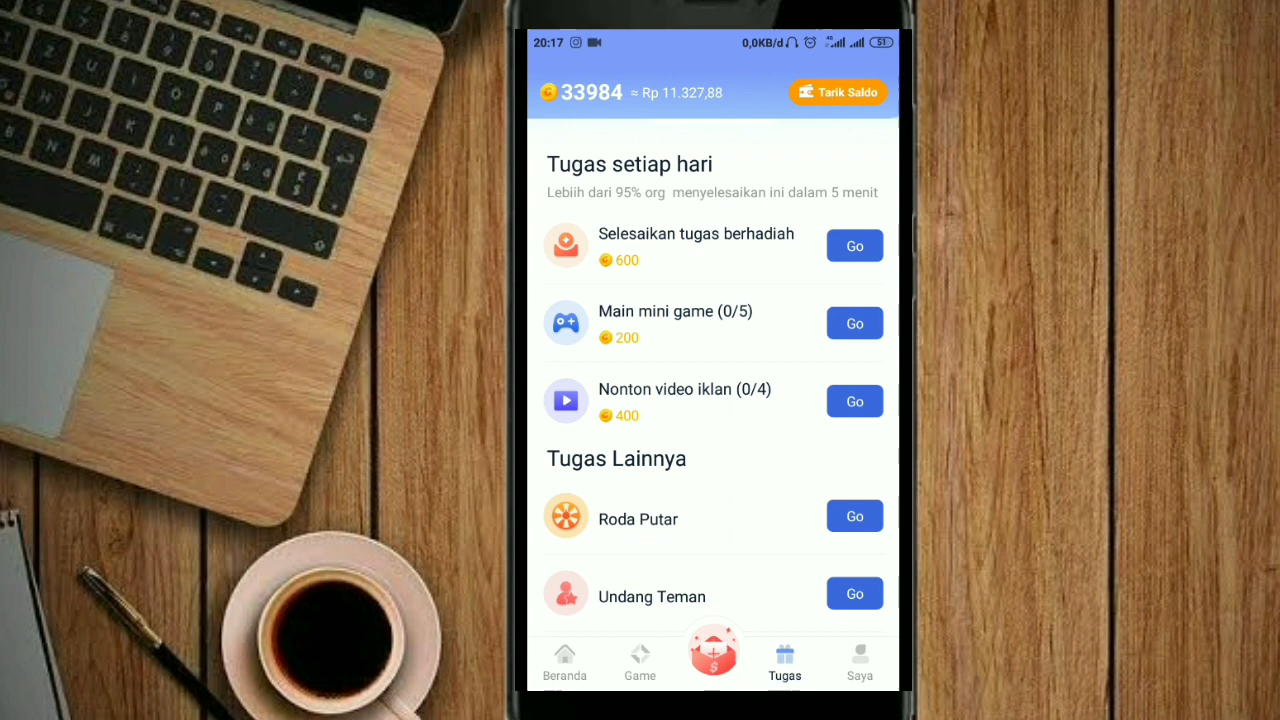 20:17 0,0KB/d 4G 51
33984 ≈ Rp 11.327,88 Tarik Saldo
Tugas setiap hari
Lebiih dari 95% org menyelesaikan ini dalam 5 menit
Selesaikan tugas berhadiah
600
Go
Main mini game (0/5)
200
Go
Nonton video iklan (0/4)
400
Go
Tugas Lainnya
Roda Putar
Go
Undang Teman
Go
$
Beranda Game Tugas Saya